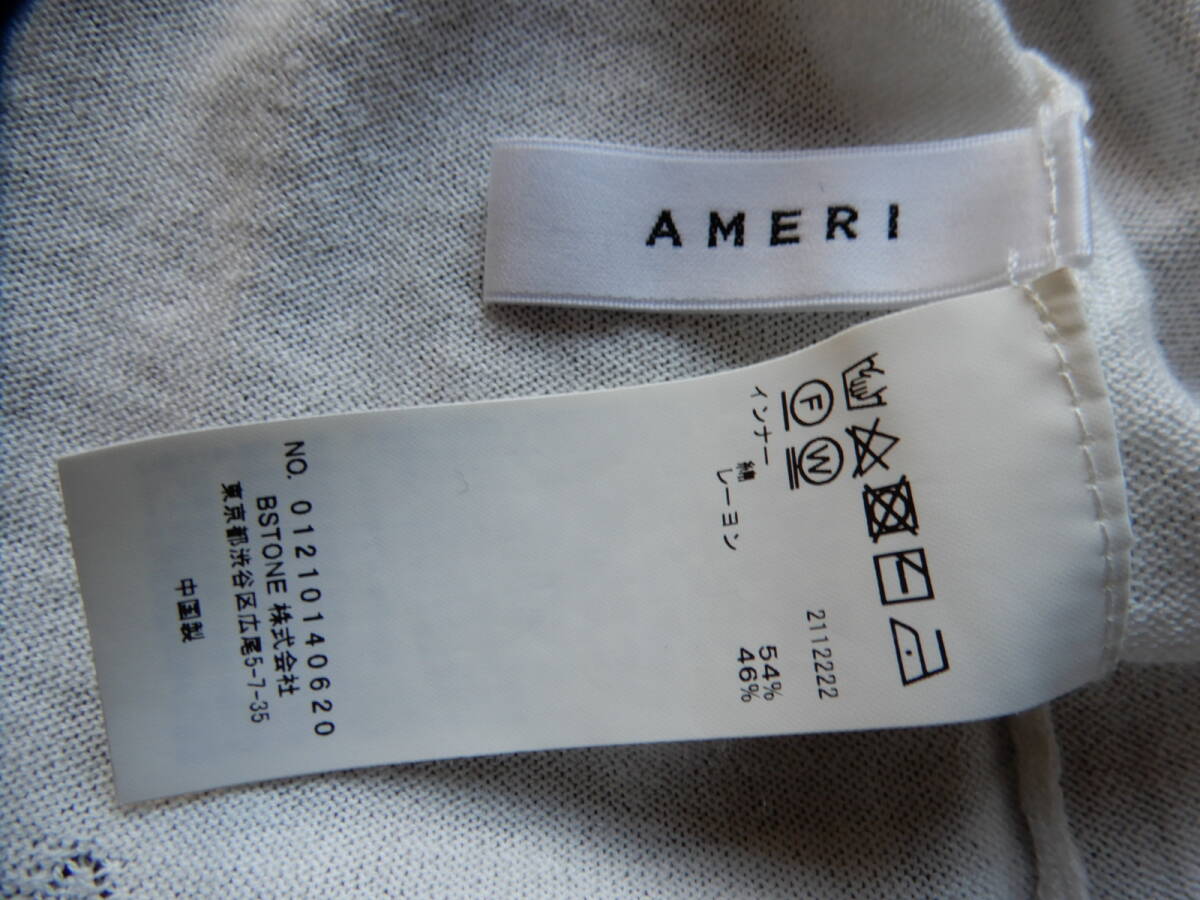 AMERI
F W
2112222
インナー
綿 54%
レーヨン 46%
NO. 01210140620
BSTONE 株式会社
東京都渋谷区広尾5-7-35
中国製